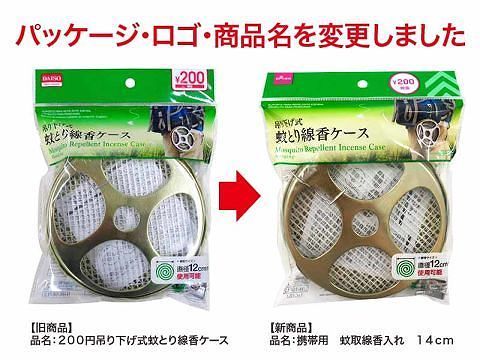 パッケージ・ロゴ・商品名を変更しました
DAISO
¥200
吊り下げ式
蚊とり線香ケース
Mosquito Repellent Incense Case
Hanging
直径12cm
使用可能
¥200
吊り下げ式
蚊とり線香ケース
Mosquito Repellent Incense Case
Hanging
直径12cm
使用可能
【旧商品】
品名：２００円吊り下げ式蚊とり線香ケース
【新商品】
品名：携帯用　蚊取線香入れ　１４ｃｍ